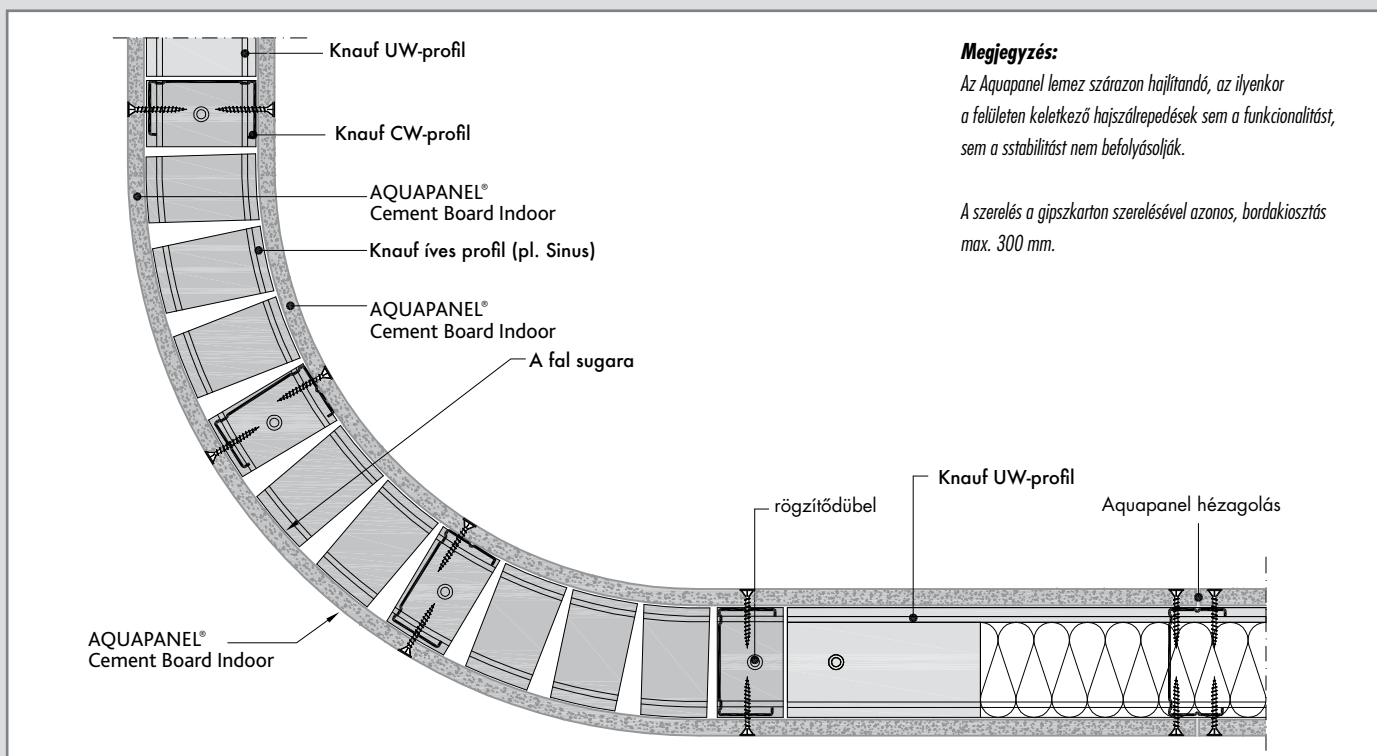 Knauf UW-profil
Knauf CW-profil
AQUAPANEL®
Cement Board Indoor
Knauf íves profil (pl. Sinus)
AQUAPANEL®
Cement Board Indoor
A fal sugara
Megjegyzés:
Az Aquapanel lemez szárazon hajlítandó, az ilyenkor
a felületen keletkező hajszálrepedések sem a funkcionalitást,
sem a sstabilitást nem befolyásolják.
A szerelés a gipszkarton szerelésével azonos, bordakiosztás
max. 300 mm.
Knauf UW-profil
rögzítődübel
Aquapanel hézagolás
AQUAPANEL®
Cement Board Indoor